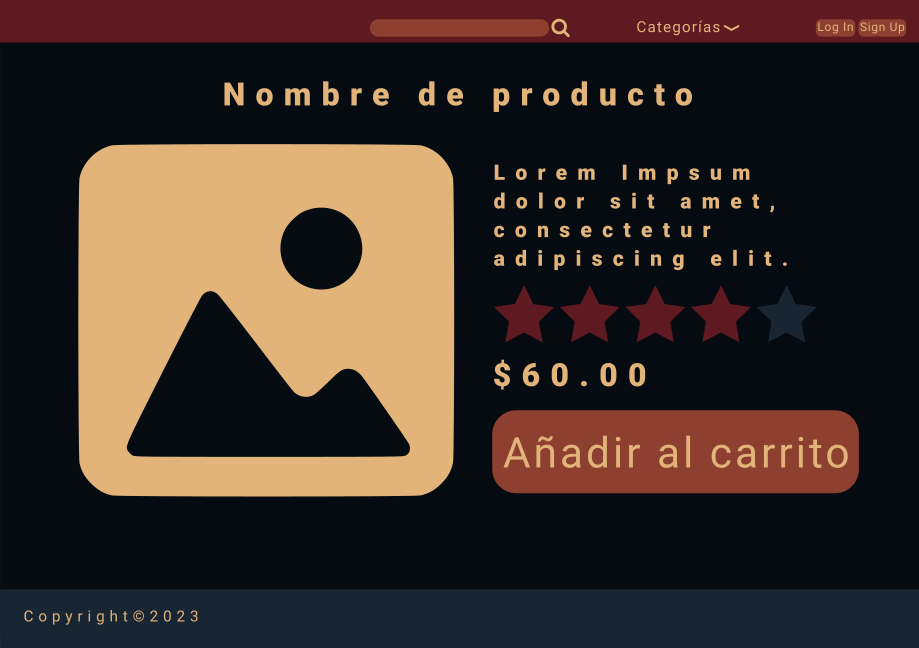 Categorías
Log In
Sign Up
Nombre de producto
Lorem Impsum
dolor sit amet,
consectetur
adipiscing elit.
$60.00
Añadir al carrito
Copyright©2023